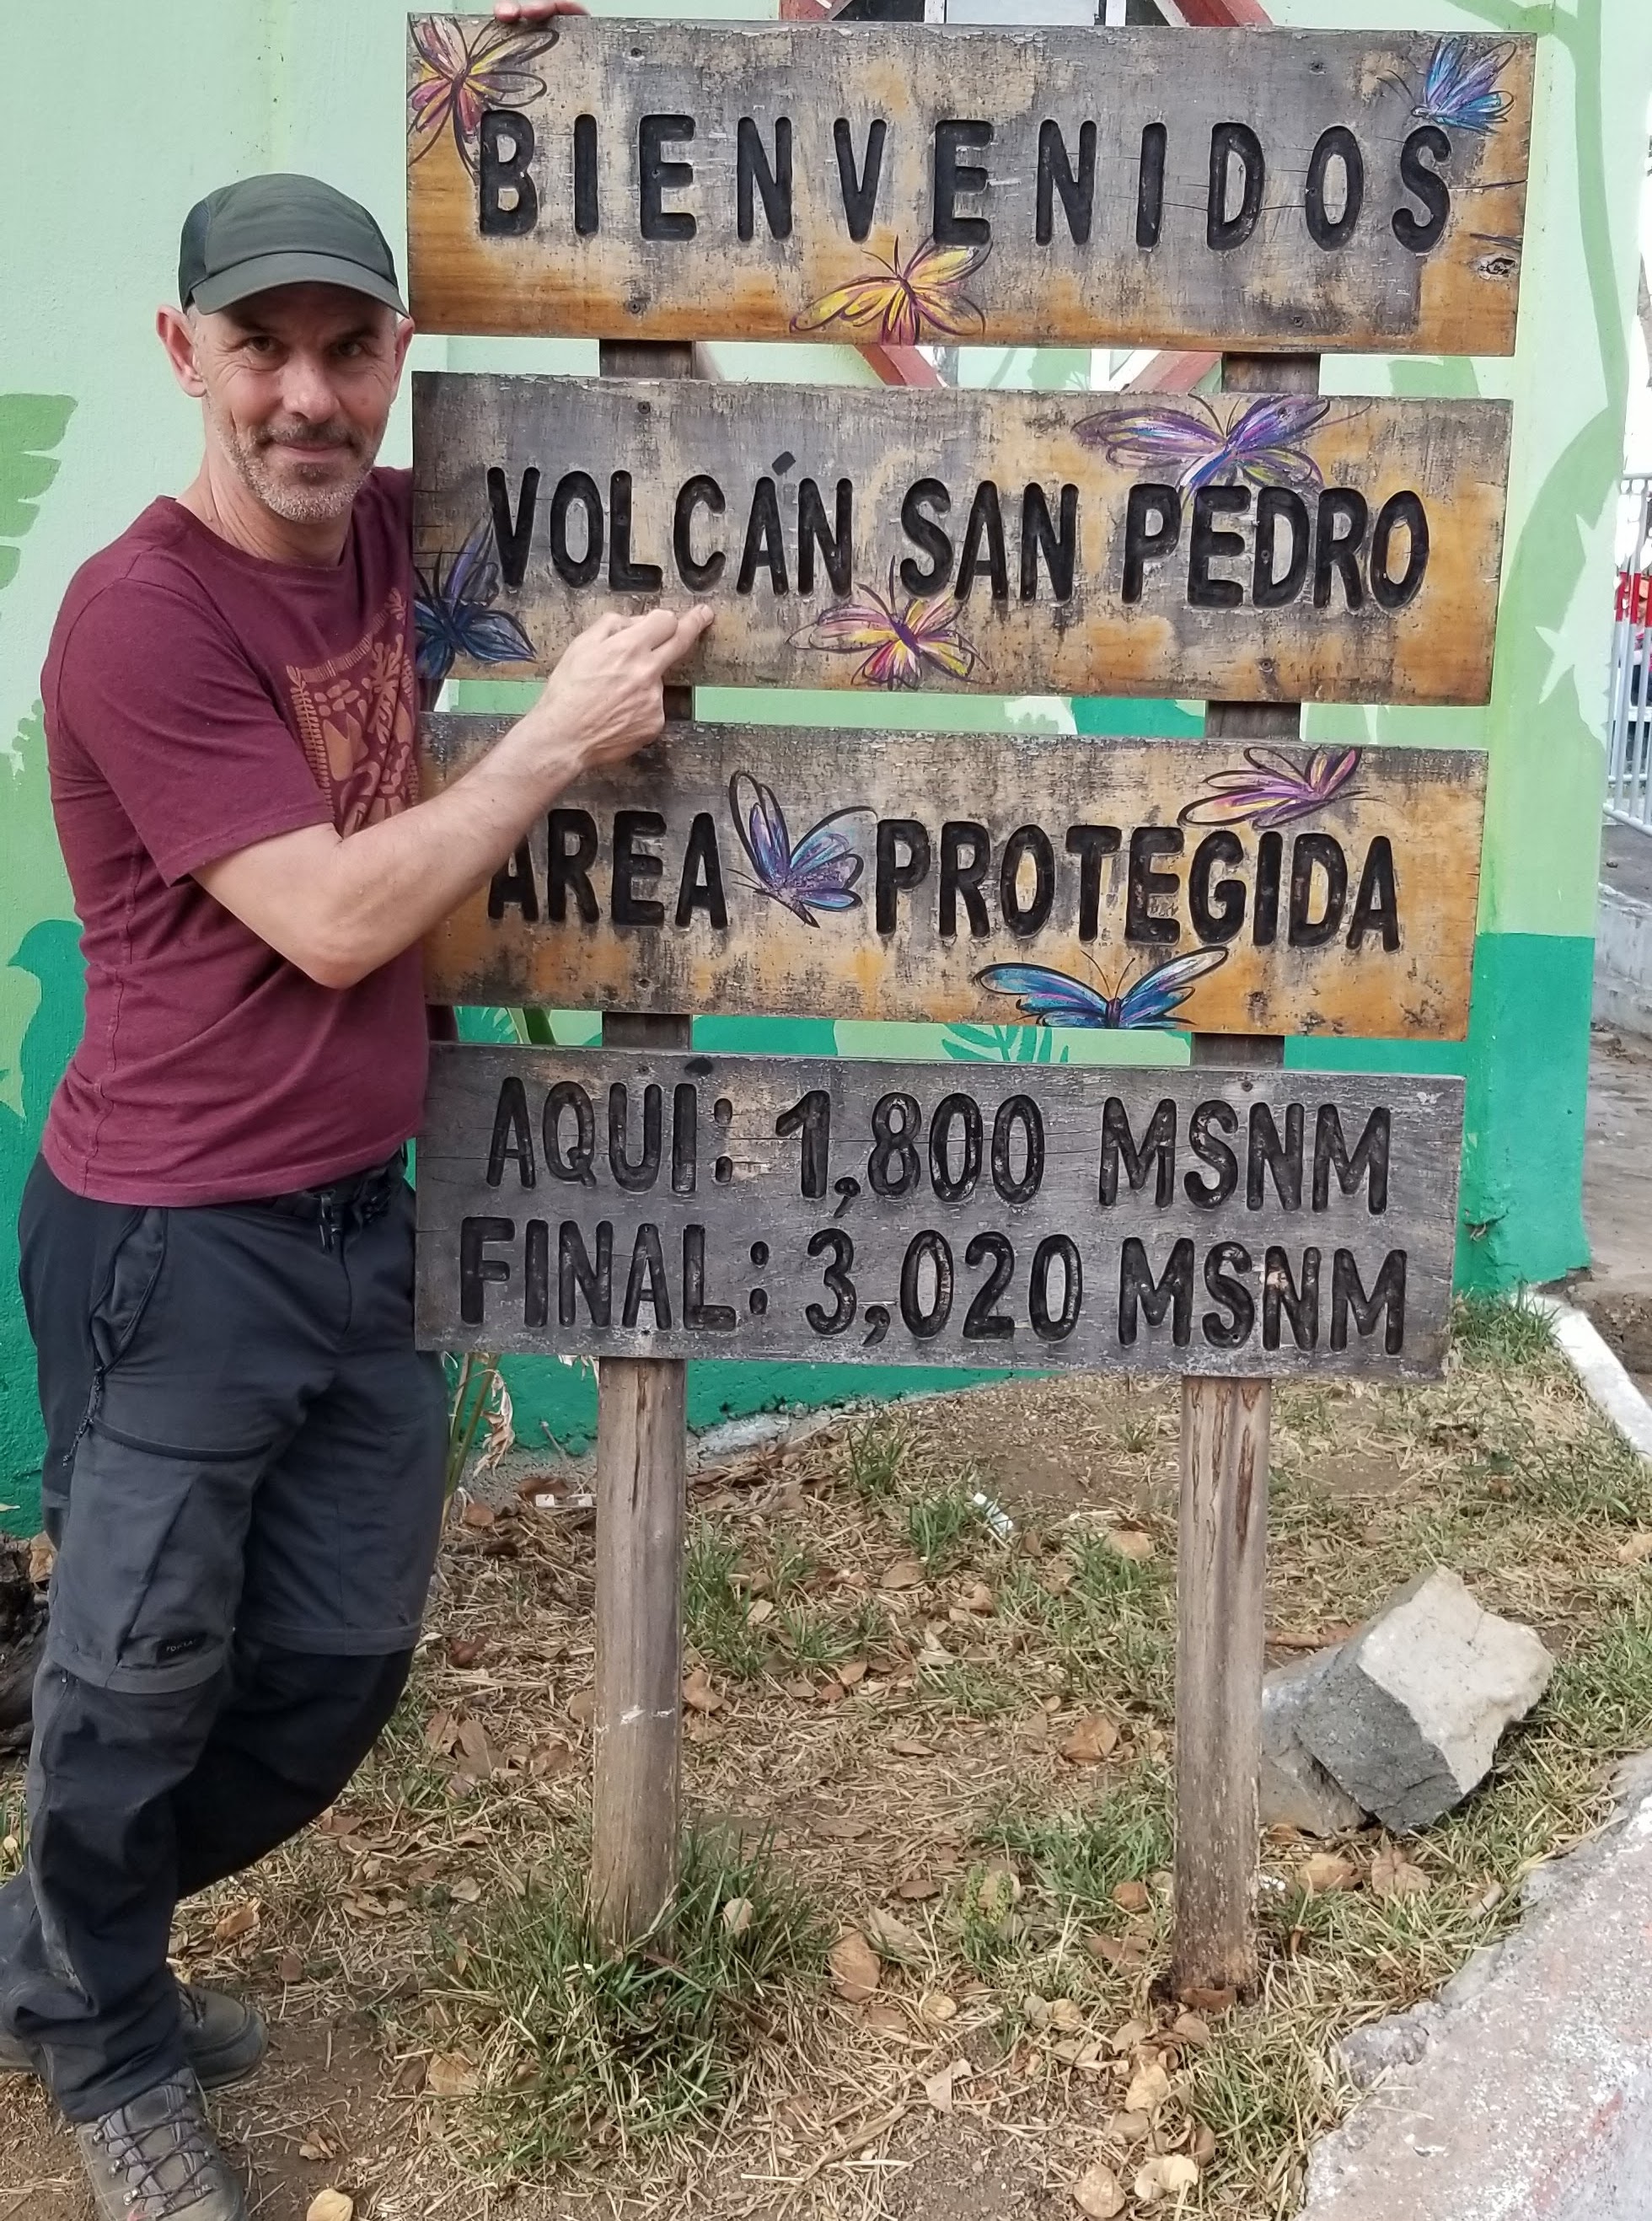 BIENVENIDOS
VOLCÁN SAN PEDRO
AREA PROTEGIDA
AQUI: 1,800 MSNM
FINAL: 3,020 MSNM